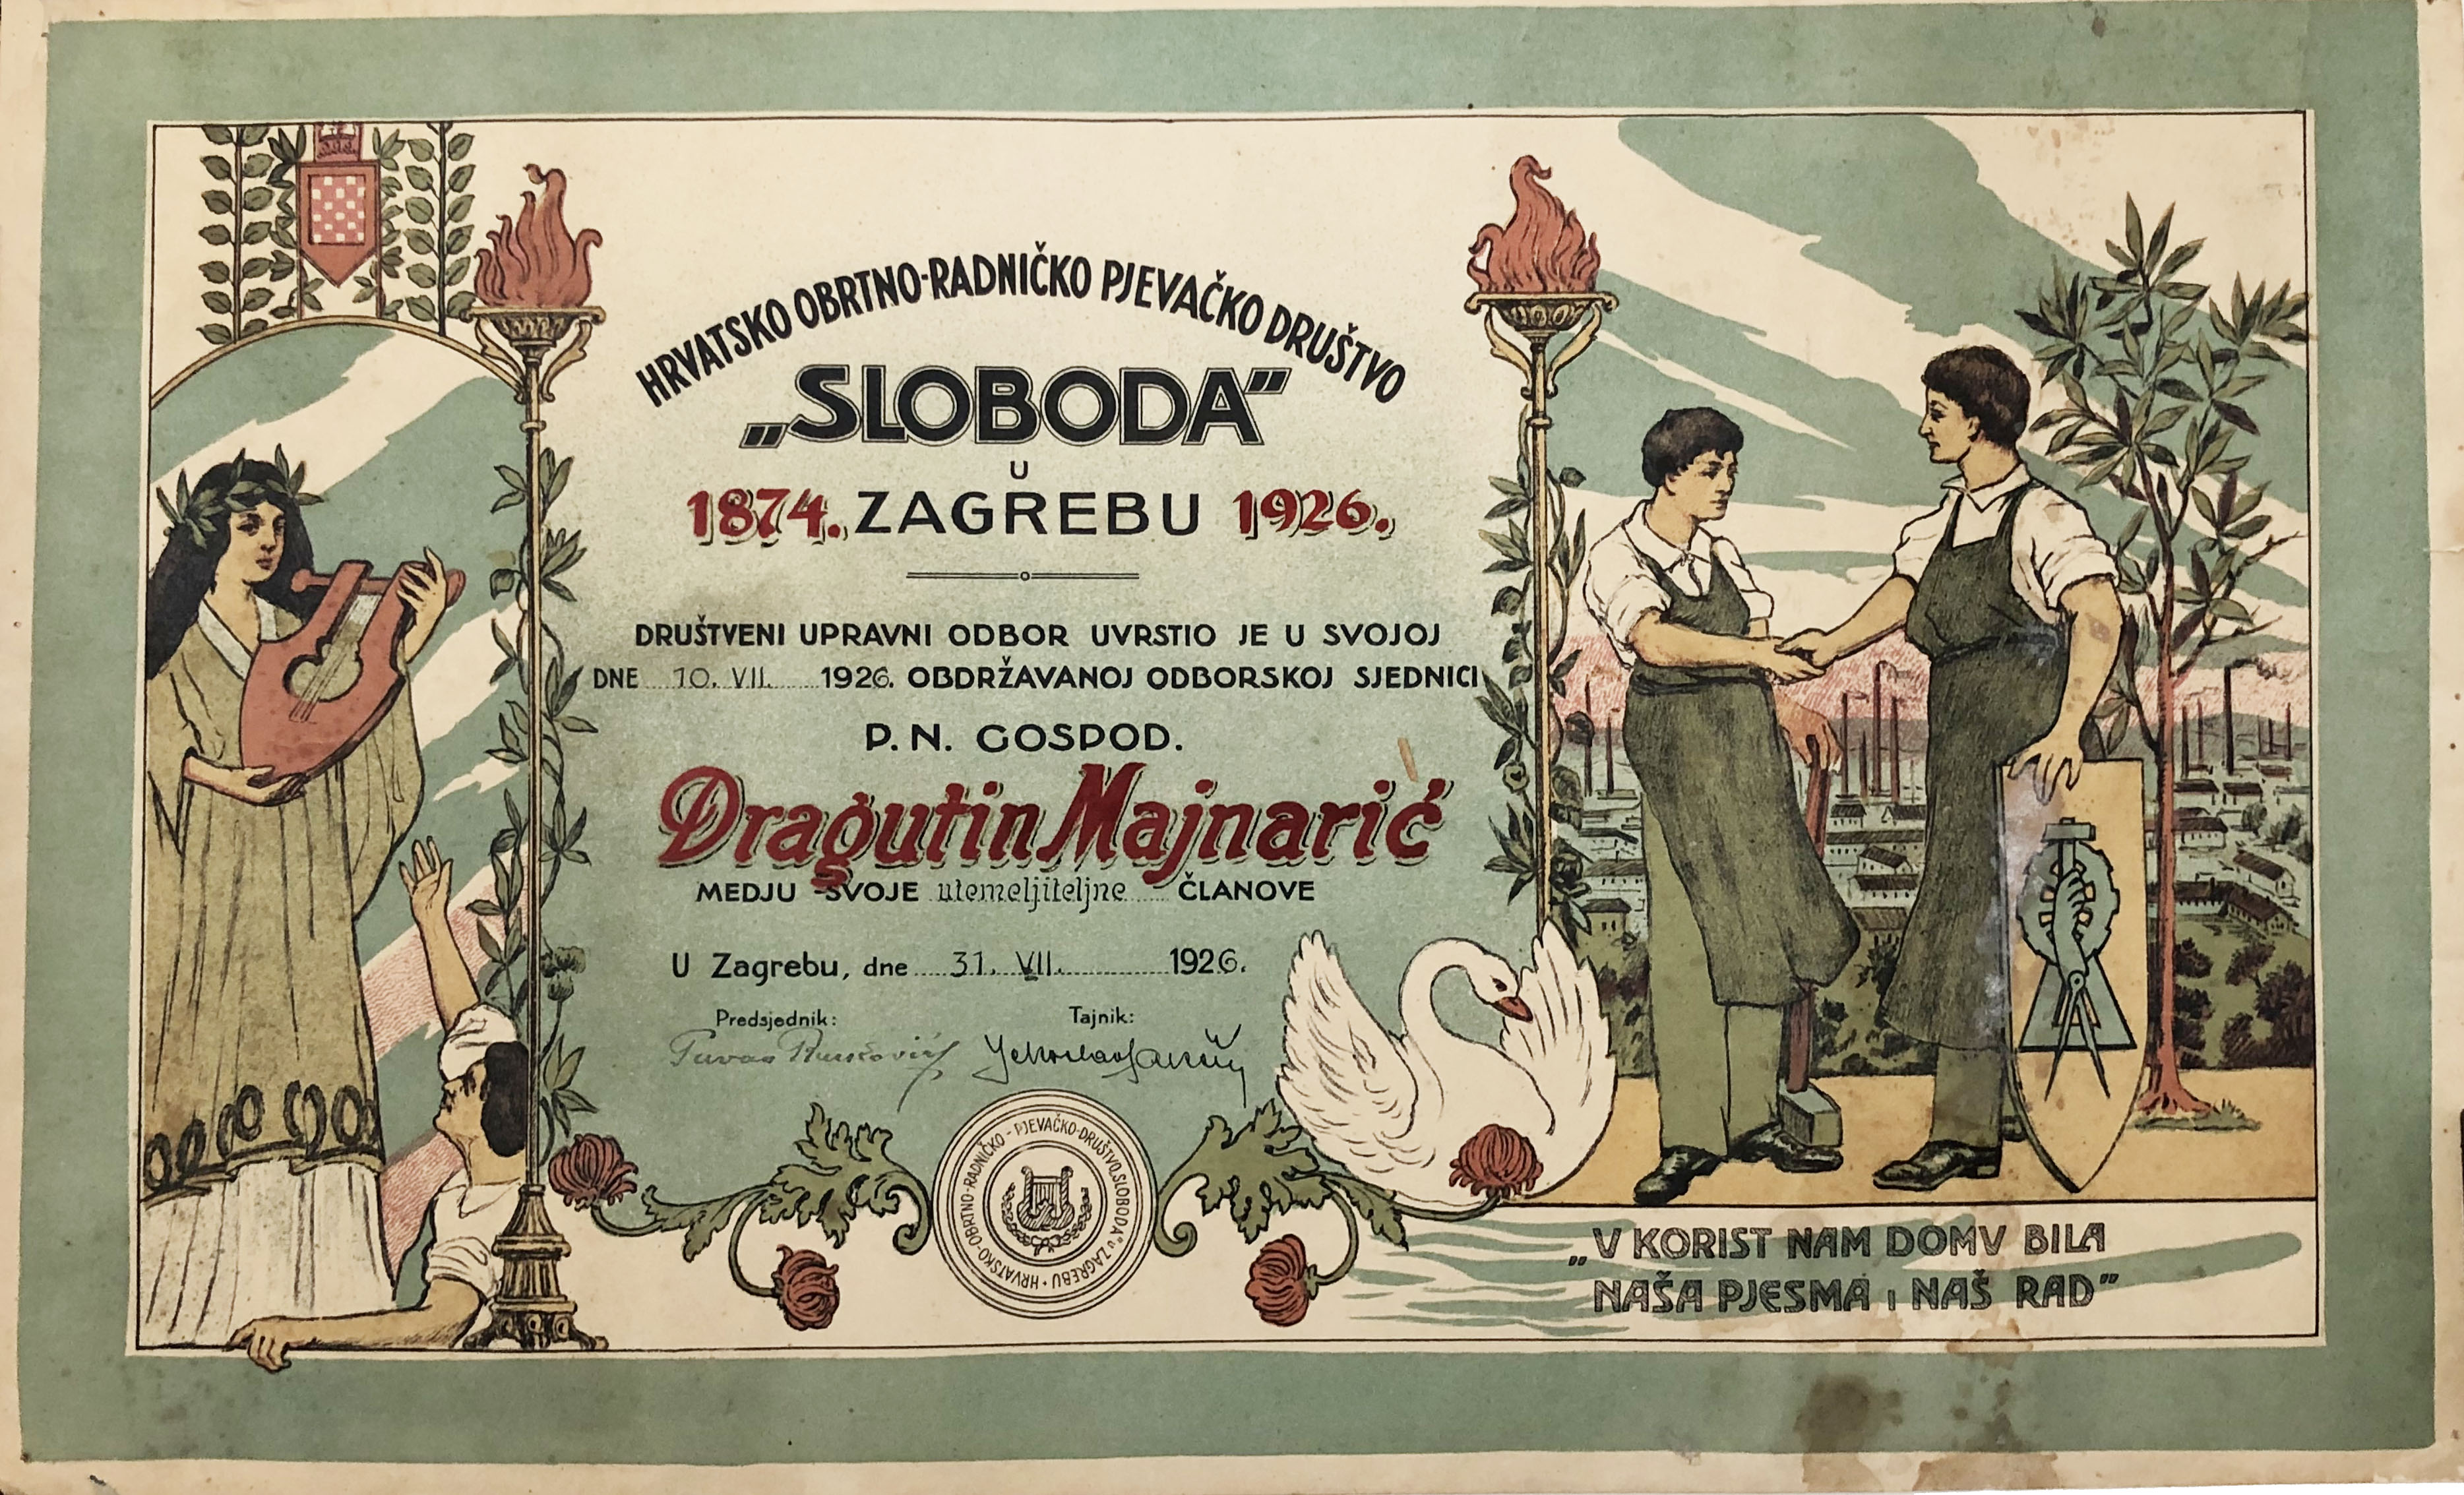 HRVATSKO OBRTNO-RADNIČKO PJEVAČKO DRUŠTVO
„SLOBODA"
U
1874. ZAGREBU 1926.
DRUŠTVENI UPRAVNI ODBOR UVRSTIO JE U SVOJOJ
DNE 10. VII. 1926. OBDRŽAVANOJ ODBORSKOJ SJEDNICI
P. N. GOSPOD.
Dragutin Majnarić
MEDJU SVOJE utemeljiteljne ČLANOVE
U Zagrebu, dne 31. VII. 1926.
Predsjednik: Tajnik:
HRVATSKO-OBRTNO-RADNIČKO-PJEVAČKO-DRUŠTVO„SLOBODA" U ZAGREBU
„V KORIST NAM DOMV BILA
NAŠA PJESMA I NAŠ RAD"